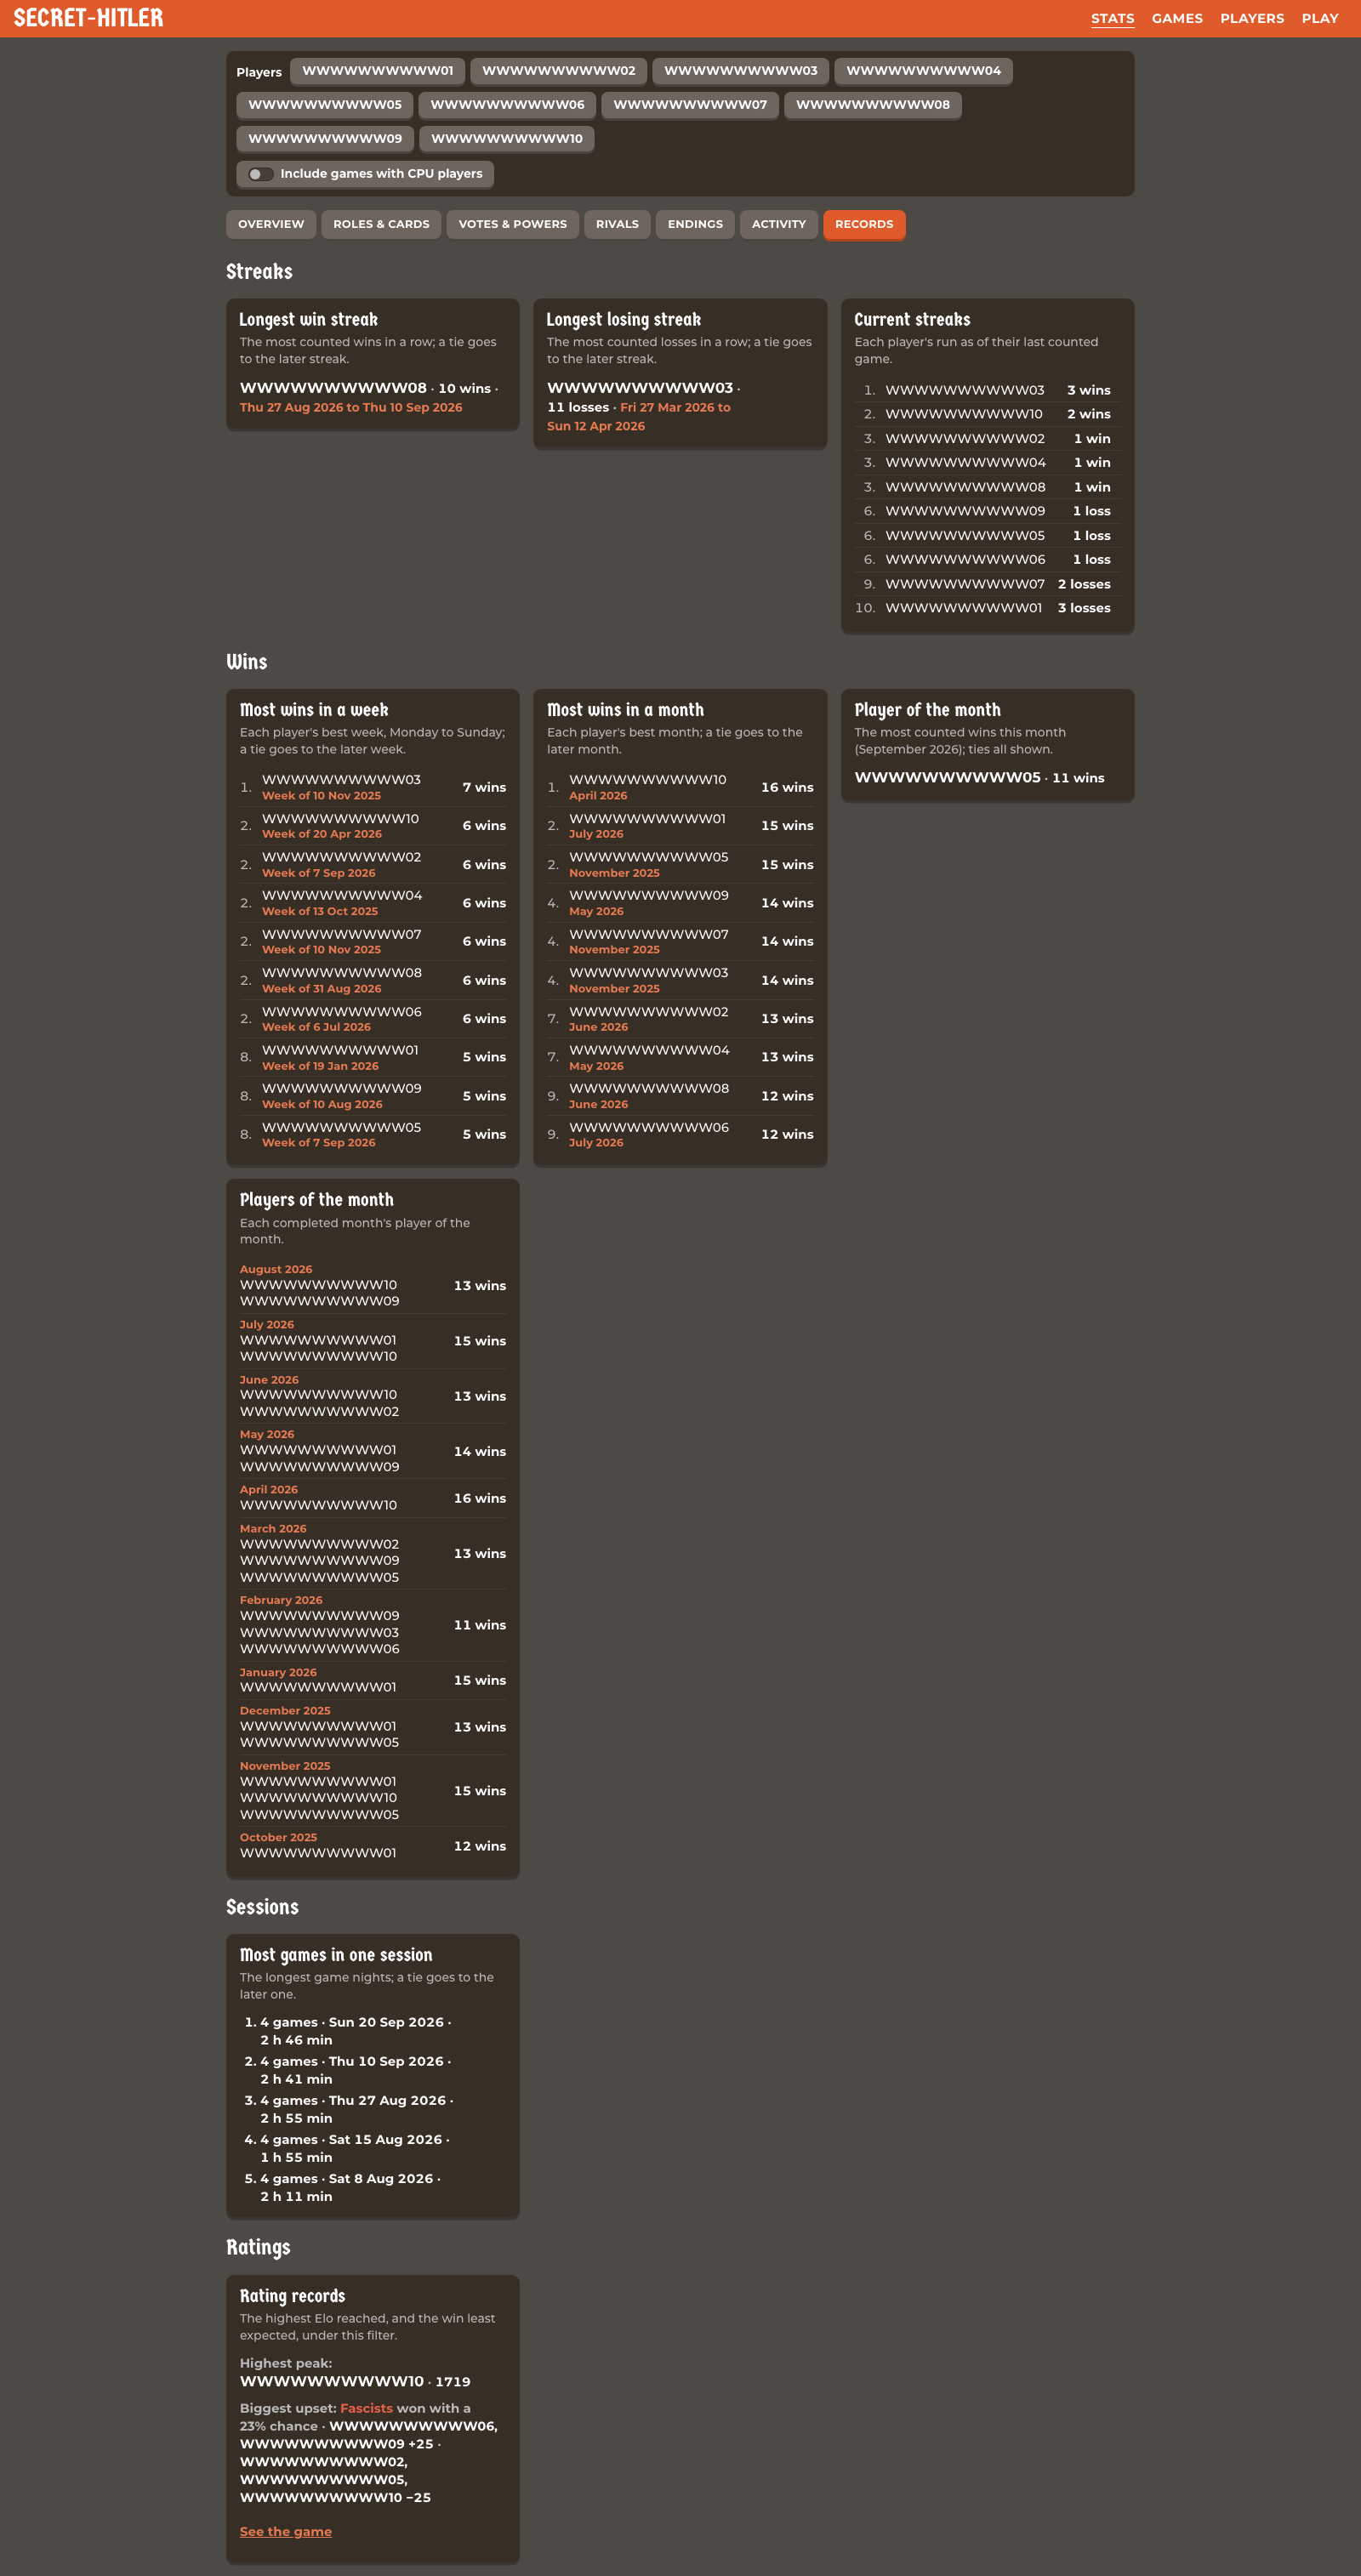 SECRET-HITLER
STATS GAMES PLAYERS PLAY
Players WWWWWWWWWWW01 WWWWWWWWWWW02 WWWWWWWWWWW03 WWWWWWWWWWW04
WWWWWWWWWWW05 WWWWWWWWWWW06 WWWWWWWWWWW07 WWWWWWWWWWW08
WWWWWWWWWWW09 WWWWWWWWWWW10
Include games with CPU players
OVERVIEW ROLES & CARDS VOTES & POWERS RIVALS ENDINGS ACTIVITY RECORDS
Streaks
Longest win streak
The most counted wins in a row; a tie goes
to the later streak.
WWWWWWWWWWW08 · 10 wins ·
Thu 27 Aug 2026 to Thu 10 Sep 2026
Longest losing streak
The most counted losses in a row; a tie goes
to the later streak.
WWWWWWWWWWW03 ·
11 losses · Fri 27 Mar 2026 to
Sun 12 Apr 2026
Current streaks
Each player's run as of their last counted
game.
1. WWWWWWWWWWW03 3 wins
2. WWWWWWWWWWW10 2 wins
3. WWWWWWWWWWW02 1 win
3. WWWWWWWWWWW04 1 win
3. WWWWWWWWWWW08 1 win
6. WWWWWWWWWWW09 1 loss
6. WWWWWWWWWWW05 1 loss
6. WWWWWWWWWWW06 1 loss
9. WWWWWWWWWWW07 2 losses
10. WWWWWWWWWWW01 3 losses
Wins
Most wins in a week
Each player's best week, Monday to Sunday;
a tie goes to the later week.
1. WWWWWWWWWWW03 7 wins
Week of 10 Nov 2025
2. WWWWWWWWWWW10 6 wins
Week of 20 Apr 2026
2. WWWWWWWWWWW02 6 wins
Week of 7 Sep 2026
2. WWWWWWWWWWW04 6 wins
Week of 13 Oct 2025
2. WWWWWWWWWWW07 6 wins
Week of 10 Nov 2025
2. WWWWWWWWWWW08 6 wins
Week of 31 Aug 2026
2. WWWWWWWWWWW06 6 wins
Week of 6 Jul 2026
8. WWWWWWWWWWW01 5 wins
Week of 19 Jan 2026
8. WWWWWWWWWWW09 5 wins
Week of 10 Aug 2026
8. WWWWWWWWWWW05 5 wins
Week of 7 Sep 2026
Most wins in a month
Each player's best month; a tie goes to the
later month.
1. WWWWWWWWWWW10 16 wins
April 2026
2. WWWWWWWWWWW01 15 wins
July 2026
2. WWWWWWWWWWW05 15 wins
November 2025
4. WWWWWWWWWWW09 14 wins
May 2026
4. WWWWWWWWWWW07 14 wins
November 2025
4. WWWWWWWWWWW03 14 wins
November 2025
7. WWWWWWWWWWW02 13 wins
June 2026
7. WWWWWWWWWWW04 13 wins
May 2026
9. WWWWWWWWWWW08 12 wins
June 2026
9. WWWWWWWWWWW06 12 wins
July 2026
Player of the month
The most counted wins this month
(September 2026); ties all shown.
WWWWWWWWWWW05 · 11 wins
Players of the month
Each completed month's player of the
month.
August 2026
WWWWWWWWWWW10 13 wins
WWWWWWWWWWW09
July 2026
WWWWWWWWWWW01 15 wins
WWWWWWWWWWW10
June 2026
WWWWWWWWWWW10 13 wins
WWWWWWWWWWW02
May 2026
WWWWWWWWWWW01 14 wins
WWWWWWWWWWW09
April 2026
WWWWWWWWWWW10 16 wins
March 2026
WWWWWWWWWWW02
WWWWWWWWWWW09 13 wins
WWWWWWWWWWW05
February 2026
WWWWWWWWWWW09
WWWWWWWWWWW03 11 wins
WWWWWWWWWWW06
January 2026
WWWWWWWWWWW01 15 wins
December 2025
WWWWWWWWWWW01 13 wins
WWWWWWWWWWW05
November 2025
WWWWWWWWWWW01
WWWWWWWWWWW10 15 wins
WWWWWWWWWWW05
October 2025
WWWWWWWWWWW01 12 wins
Sessions
Most games in one session
The longest game nights; a tie goes to the
later one.
1. 4 games · Sun 20 Sep 2026 ·
2 h 46 min
2. 4 games · Thu 10 Sep 2026 ·
2 h 41 min
3. 4 games · Thu 27 Aug 2026 ·
2 h 55 min
4. 4 games · Sat 15 Aug 2026 ·
1 h 55 min
5. 4 games · Sat 8 Aug 2026 ·
2 h 11 min
Ratings
Rating records
The highest Elo reached, and the win least
expected, under this filter.
Highest peak:
WWWWWWWWWWW10 · 1719
Biggest upset: Fascists won with a
23% chance · WWWWWWWWWWW06,
WWWWWWWWWWW09 +25 ·
WWWWWWWWWWW02,
WWWWWWWWWWW05,
WWWWWWWWWWW10 −25
See the game